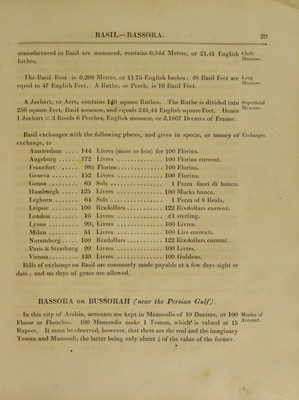 BASIL.—BASSORA. 29
manufactured in Basil are measured, contains 0,544 Metres, or 21,41 English Cloth Measure.
Inches.
The Basil Foot is 0,298 Metres, or 11,75 English Inches; 48 Basil Feet are Long Measure.
equal to 47 English Feet. A Ruthe, or Perch, is 16 Basil Feet.
A Juchart, or Acre, contains 140 square Ruthes. The Ruthe is divided into Superficial Measure.
256 square Feet, Basil measure, and equals 245,44 English square Feet. Hence
1 Juchart = 3 Roods 6 Perches, English measure, or 3,1867 Decares of France.
Basil exchanges with the following places, and gives in specie, or money of Exchanges.
exchange, to
Amsterdam .... 144 Livres (more or less) for 100 Florins.
Augsburg ..... 172 Livres .......... 100 Florins current.
Francfort ..... 98½ Florins .......... 100 Florins.
Geneva ....... 152 Livres .......... 100 Florins.
Genoa ........ 62 Sols .......... 1 Pezza fuori di banco.
Hamburgh .... 125 Livres .......... 100 Marks banco.
Leghorn ...... 64 Sols .......... 1 Pezza of 8 Reals.
Leipsic ....... 100 Rixdollars .......... 122 Rixdollars current.
London ....... 16 Livres .......... £1 sterling.
Lyons ........ 99½ Livres .......... 100 Livres.
Milan ........ 51 Livres .......... 100 Lire correnti.
Nuremberg .... 100 Rixdollars .......... 122 Rixdollars current.
Paris & Strasburg 99 Livres .......... 100 Livres.
Vienna ........ 130 Livres .......... 100 Guldens.
Bills of exchange on Basil are commonly made payable at a few days sight or
date; and no days of grace are allowed.
BASSORA or BUSSORAH (near the Persian Gulf).
In this city of Arabia, accounts are kept in Mamoodis of 10 Danims, or 100 Monies of Account.
Floose or Flouches. 100 Mamoodis make 1 Toman, which is valued at 15
Rupees. It must be observed, however, that there are the real and the imaginary
Toman and Mamoodi, the latter being only about of the value of the former.